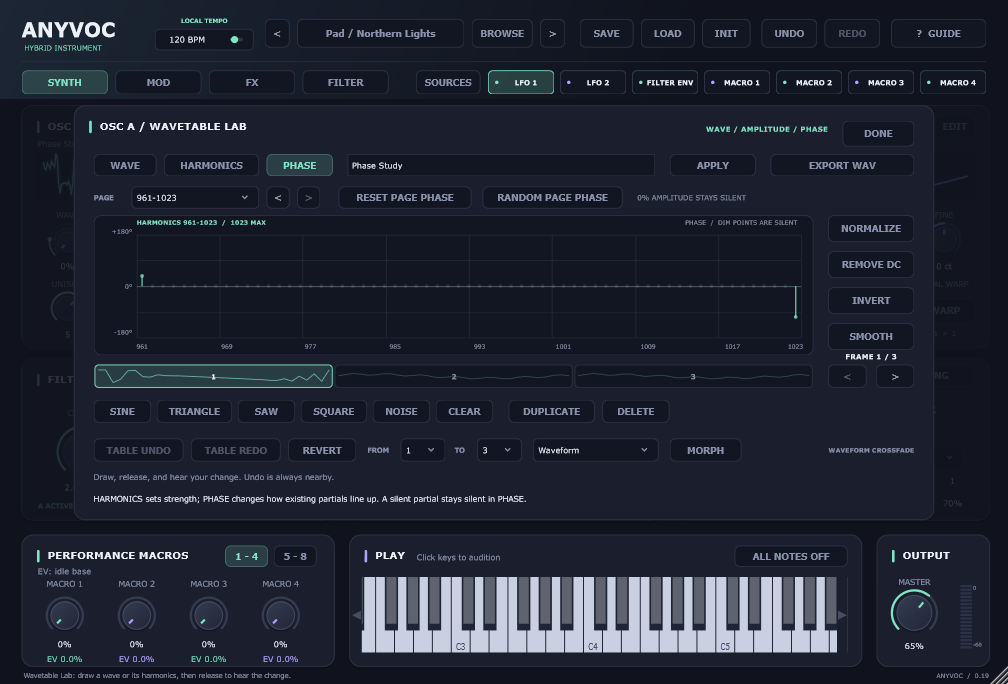 ANYVOC
HYBRID INSTRUMENT
LOCAL TEMPO
120 BPM
<
Pad / Northern Lights
BROWSE
>
SAVE
LOAD
INIT
UNDO
REDO
? GUIDE
SYNTH
MOD
FX
FILTER
SOURCES
LFO 1
LFO 2
FILTER ENV
MACRO 1
MACRO 2
MACRO 3
MACRO 4
OSC A / WAVETABLE LAB
WAVE / AMPLITUDE / PHASE
DONE
EDIT
WAVE
HARMONICS
PHASE
Phase Study
APPLY
EXPORT WAV
PAGE
961-1023
<
>
RESET PAGE PHASE
RANDOM PAGE PHASE
0% AMPLITUDE STAYS SILENT
HARMONICS 961-1023 / 1023 MAX
PHASE / DIM POINTS ARE SILENT
+180°
0°
-180°
961
969
977
985
993
1001
1009
1017
1023
NORMALIZE
REMOVE DC
INVERT
SMOOTH
FRAME 1 / 3
1
2
3
<
>
SINE
TRIANGLE
SAW
SQUARE
NOISE
CLEAR
DUPLICATE
DELETE
TABLE UNDO
TABLE REDO
REVERT
FROM
1
TO
3
Waveform
MORPH
WAVEFORM CROSSFADE
Draw, release, and hear your change. Undo is always nearby.
HARMONICS sets strength; PHASE changes how existing partials line up. A silent partial stays silent in PHASE.
PERFORMANCE MACROS
1 - 4
5 - 8
EV: idle base
MACRO 1
MACRO 2
MACRO 3
MACRO 4
0%
0%
0%
0%
EV 0.0%
EV 0.0%
EV 0.0%
EV 0.0%
PLAY
Click keys to audition
ALL NOTES OFF
C3
C4
C5
OUTPUT
MASTER
65%
0
-60
Wavetable Lab: draw a wave or its harmonics, then release to hear the change.
ANYVOC / 0.19